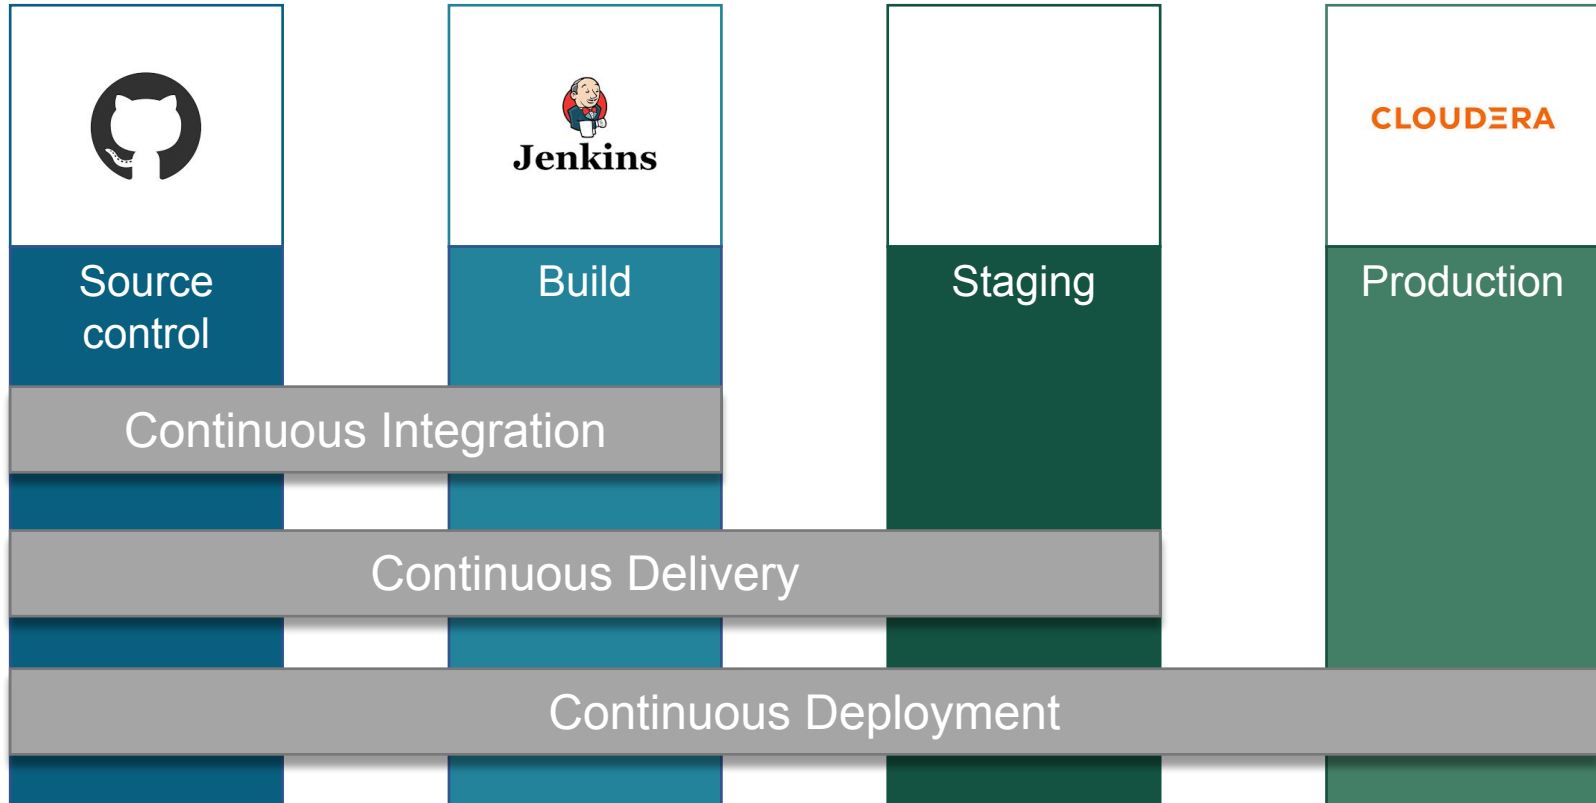 Jenkins
CLOUDERA
Source
control
Build
Staging
Production
Continuous Integration
Continuous Delivery
Continuous Deployment